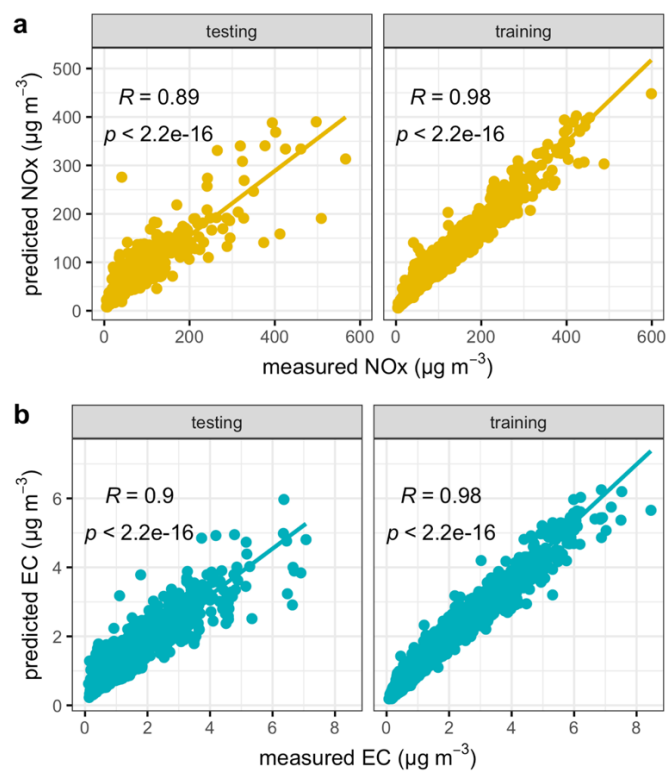 a
testing training
R = 0.89 R = 0.98
p < 2.2e-16 p < 2.2e-16
predicted NOx (µg m⁻³)
500
400
300
200
100
0
0 200 400 600 0 200 400 600
measured NOx (µg m⁻³)
b
testing training
R = 0.9 R = 0.98
p < 2.2e-16 p < 2.2e-16
predicted EC (µg m⁻³)
6
4
2
0
0 2 4 6 8 0 2 4 6 8
measured EC (µg m⁻³)